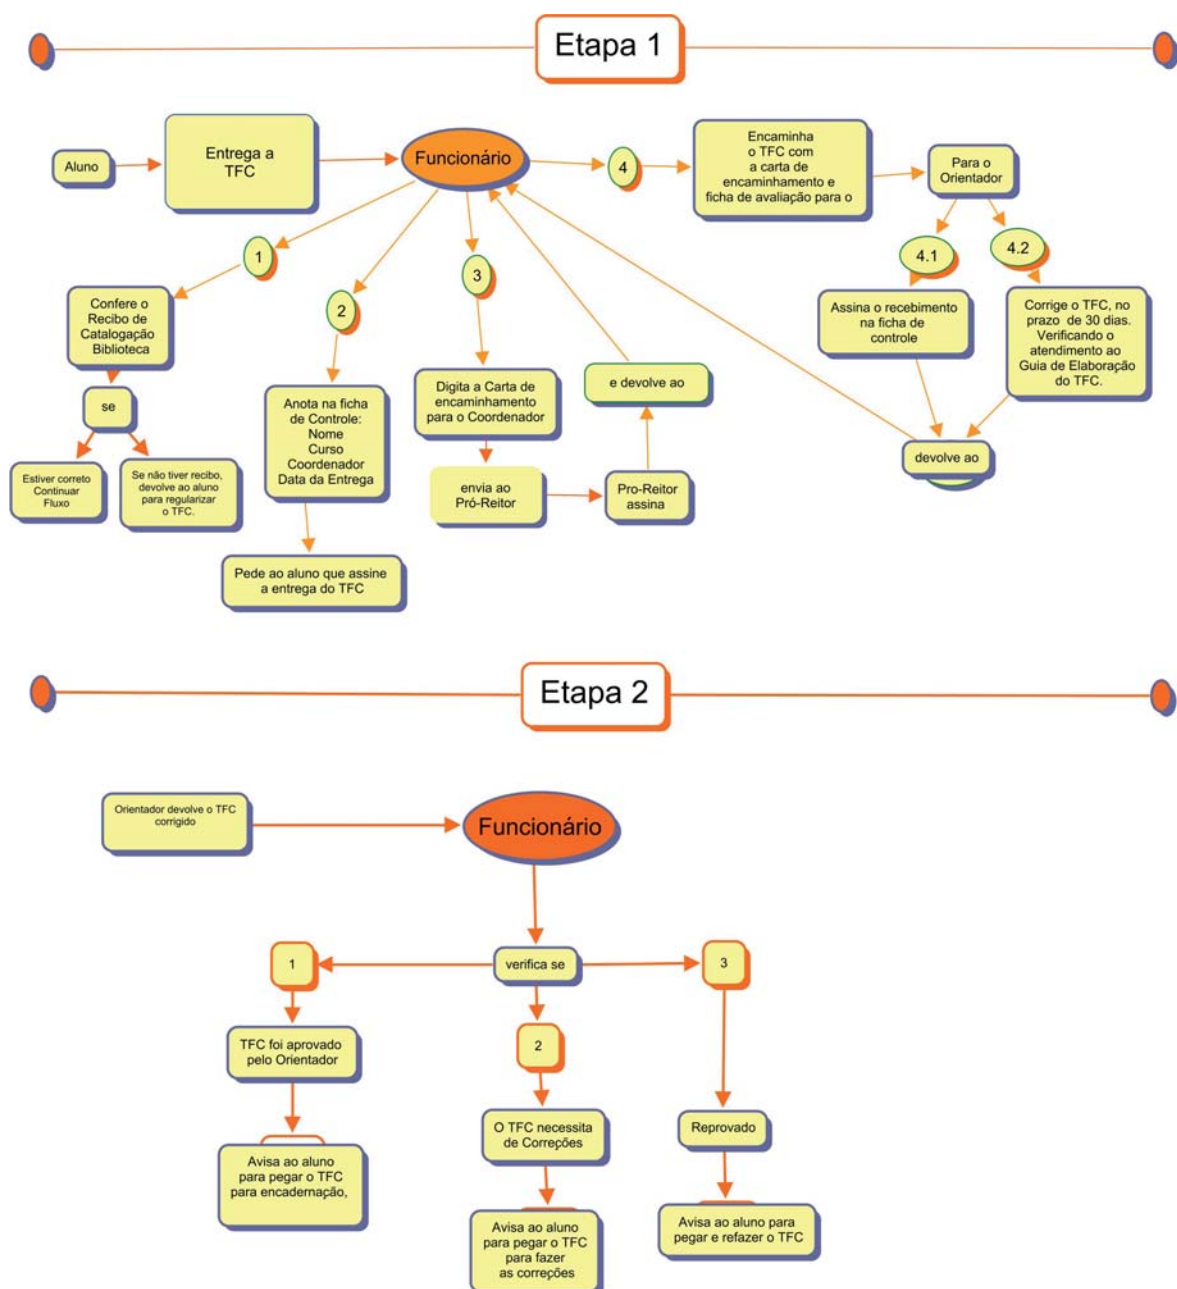 Etapa 1
Aluno
Entrega a
TFC
Funcionário
4
Encaminha
o TFC com
a carta de
encaminhamento e
ficha de avaliação para o
Para o
Orientador
1
2
3
4.1
4.2
Confere o
Recibo de
Catalogação
Biblioteca
se
Estiver correto
Continuar
Fluxo
Se não tiver recibo,
devolve ao aluno
para regularizar
o TFC.
Anota na ficha
de Controle:
Nome
Curso
Coordenador
Data da Entrega
Pede ao aluno que assine
a entrega do TFC
Digita a Carta de
encaminhamento
para o Coordenador
envia ao
Pró-Reitor
Pro-Reitor
assina
e devolve ao
Assina o recebimento
na ficha de
controle
Corrige o TFC, no
prazo de 30 dias.
Verificando o
atendimento ao
Guia de Elaboração
do TFC.
devolve ao
Etapa 2
Orientador devolve o TFC
corrigido
Funcionário
verifica se
1
TFC foi aprovado
pelo Orientador
Avisa ao aluno
para pegar o TFC
para encadernação,
2
O TFC necessita
de Correções
Avisa ao aluno
para pegar o TFC
para fazer
as correções
3
Reprovado
Avisa ao aluno para
pegar e refazer o TFC